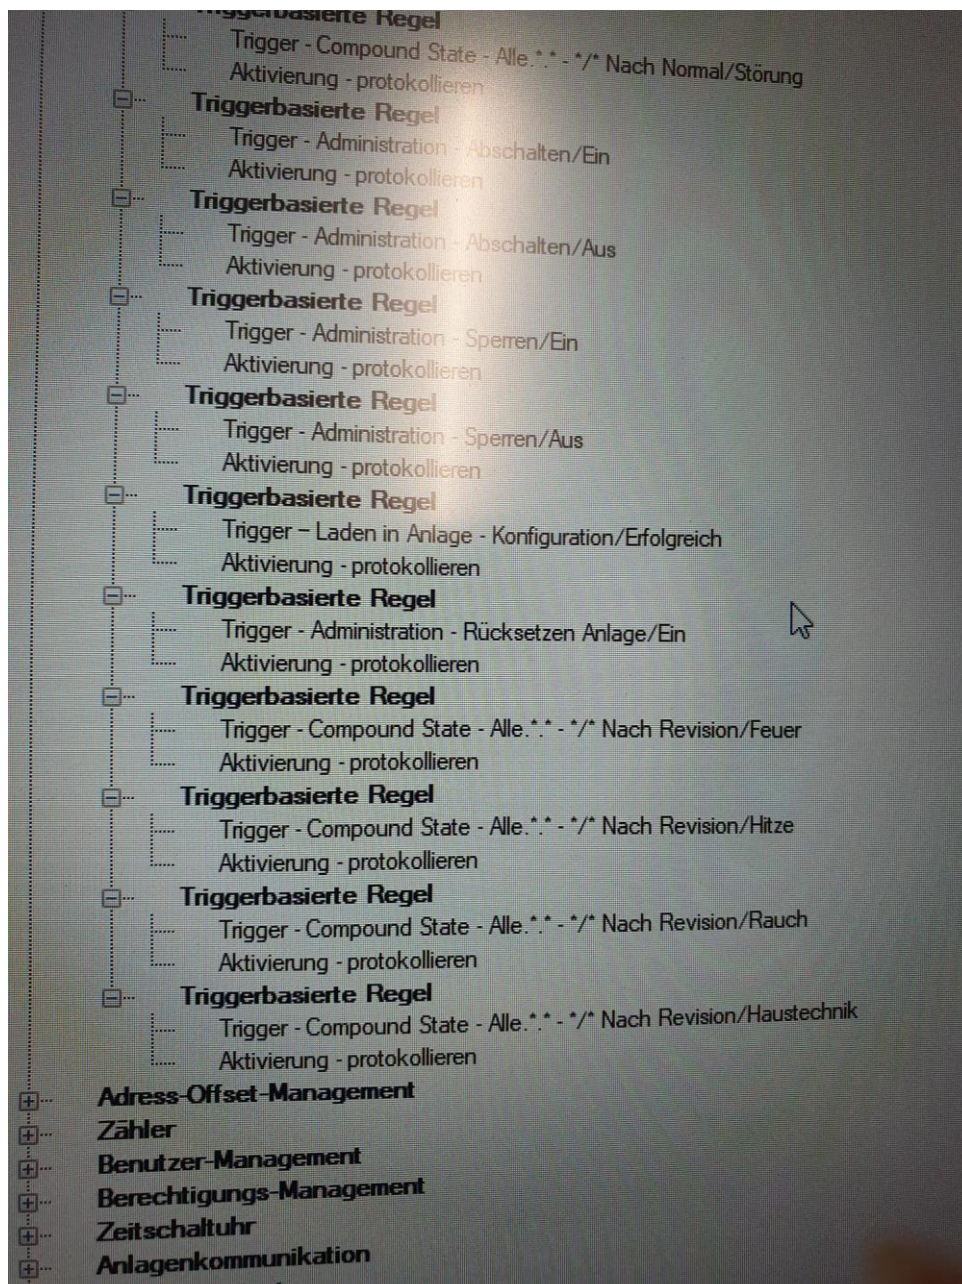 Triggerbasierte Regel
Trigger - Compound State - Alle.*.* - */* Nach Normal/Störung
Aktivierung - protokollieren
Triggerbasierte Regel
Trigger - Administration - Abschalten/Ein
Aktivierung - protokollieren
Triggerbasierte Regel
Trigger - Administration - Abschalten/Aus
Aktivierung - protokollieren
Triggerbasierte Regel
Trigger - Administration - Sperren/Ein
Aktivierung - protokollieren
Triggerbasierte Regel
Trigger - Administration - Sperren/Aus
Aktivierung - protokollieren
Triggerbasierte Regel
Trigger – Laden in Anlage - Konfiguration/Erfolgreich
Aktivierung - protokollieren
Triggerbasierte Regel
Trigger - Administration - Rücksetzen Anlage/Ein
Aktivierung - protokollieren
Triggerbasierte Regel
Trigger - Compound State - Alle.*.* - */* Nach Revision/Feuer
Aktivierung - protokollieren
Triggerbasierte Regel
Trigger - Compound State - Alle.*.* - */* Nach Revision/Hitze
Aktivierung - protokollieren
Triggerbasierte Regel
Trigger - Compound State - Alle.*.* - */* Nach Revision/Rauch
Aktivierung - protokollieren
Triggerbasierte Regel
Trigger - Compound State - Alle.*.* - */* Nach Revision/Haustechnik
Aktivierung - protokollieren
Adress-Offset-Management
Zähler
Benutzer-Management
Berechtigungs-Management
Zeitschaltuhr
Anlagenkommunikation